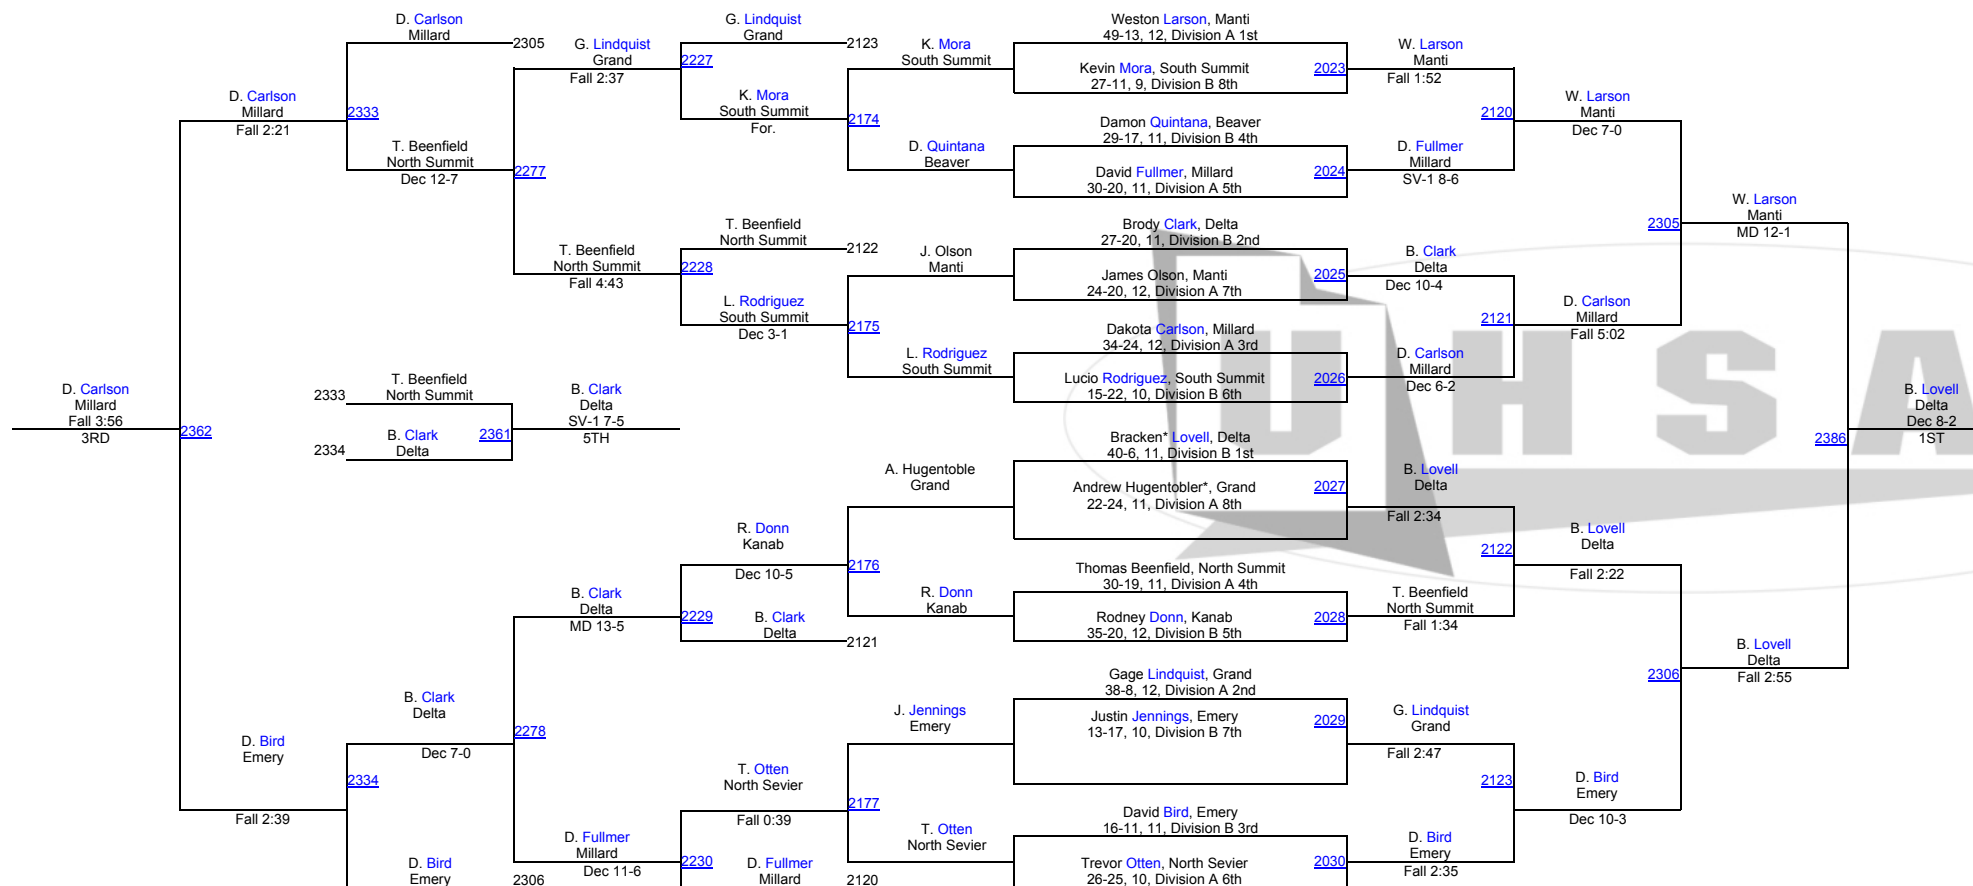 D. Carlson
Millard
2305
D. Carlson
Millard
Fall 2:21
2333
T. Beenfield
North Summit
Dec 12-7
G. Lindquist
Grand
Fall 2:37
2277
T. Beenfield
North Summit
Fall 4:43
G. Lindquist
Grand
2123
2227
K. Mora
South Summit
For.
T. Beenfield
North Summit
2122
2228
L. Rodriguez
South Summit
Dec 3-1
K. Mora
South Summit
2174
D. Quintana
Beaver
J. Olson
Manti
2175
L. Rodriguez
South Summit
Weston Larson, Manti
49-13, 12, Division A 1st
Kevin Mora, South Summit
27-11, 9, Division B 8th
2023
Damon Quintana, Beaver
29-17, 11, Division B 4th
David Fullmer, Millard
30-20, 11, Division A 5th
2024
Brody Clark, Delta
27-20, 11, Division B 2nd
James Olson, Manti
24-20, 12, Division A 7th
2025
Dakota Carlson, Millard
34-24, 12, Division A 3rd
Lucio Rodriguez, South Summit
15-22, 10, Division B 6th
2026
W. Larson
Manti
Fall 1:52
2120
D. Fullmer
Millard
SV-1 8-6
B. Clark
Delta
Dec 10-4
2121
D. Carlson
Millard
Dec 6-2
W. Larson
Manti
Dec 7-0
2305
D. Carlson
Millard
Fall 5:02
W. Larson
Manti
MD 12-1
UHSA
D. Carlson
Millard
Fall 3:56
3RD
2362
2333
T. Beenfield
North Summit
2334
B. Clark
Delta
2361
B. Clark
Delta
SV-1 7-5
5TH
2386
B. Lovell
Delta
Dec 8-2
1ST
A. Hugentoble
Grand
R. Donn
Kanab
Dec 10-5
2176
R. Donn
Kanab
B. Clark
Delta
MD 13-5
2229
B. Clark
Delta
2121
Bracken* Lovell, Delta
40-6, 11, Division B 1st
Andrew Hugentobler*, Grand
22-24, 11, Division A 8th
2027
Thomas Beenfield, North Summit
30-19, 11, Division A 4th
Rodney Donn, Kanab
35-20, 12, Division B 5th
2028
B. Lovell
Delta
Fall 2:34
2122
T. Beenfield
North Summit
Fall 1:34
B. Lovell
Delta
Fall 2:22
2306
B. Lovell
Delta
Fall 2:55
B. Clark
Delta
Dec 7-0
2278
D. Bird
Emery
Fall 2:39
2334
D. Bird
Emery
2306
D. Fullmer
Millard
Dec 11-6
2230
T. Otten
North Sevier
Fall 0:39
2177
D. Fullmer
Millard
2120
J. Jennings
Emery
T. Otten
North Sevier
Gage Lindquist, Grand
38-8, 12, Division A 2nd
Justin Jennings, Emery
13-17, 10, Division B 7th
2029
David Bird, Emery
16-11, 11, Division B 3rd
Trevor Otten, North Sevier
26-25, 10, Division A 6th
2030
G. Lindquist
Grand
Fall 2:47
2123
D. Bird
Emery
Fall 2:35
D. Bird
Emery
Dec 10-3